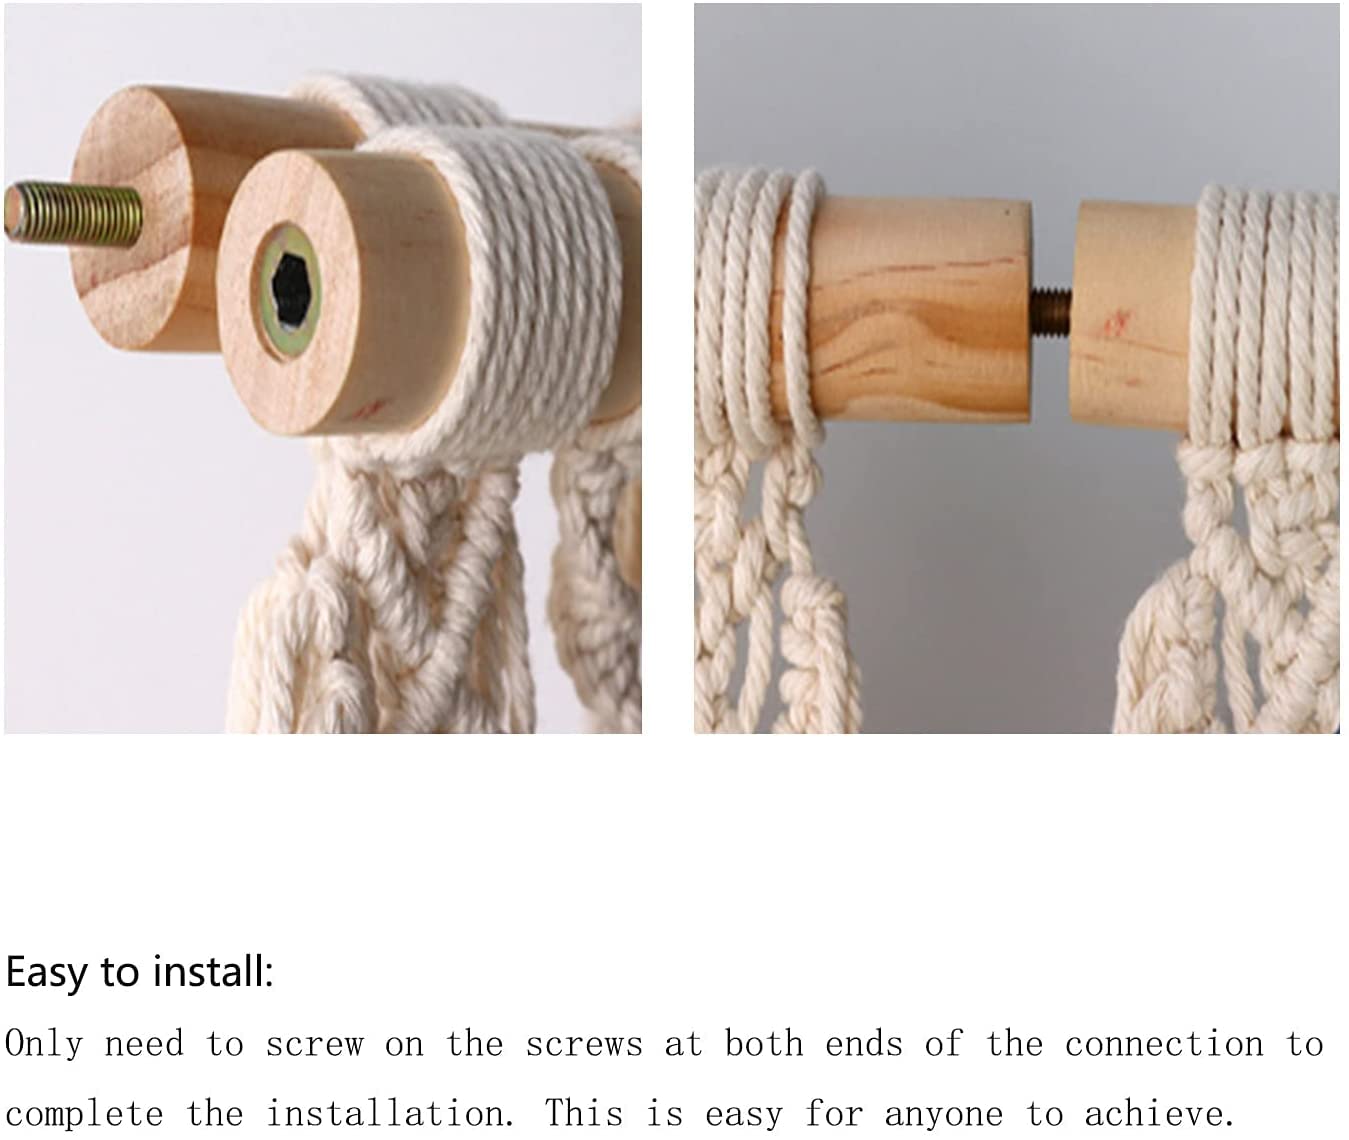 Easy to install:
Only need to screw on the screws at both ends of the connection to
complete the installation. This is easy for anyone to achieve.